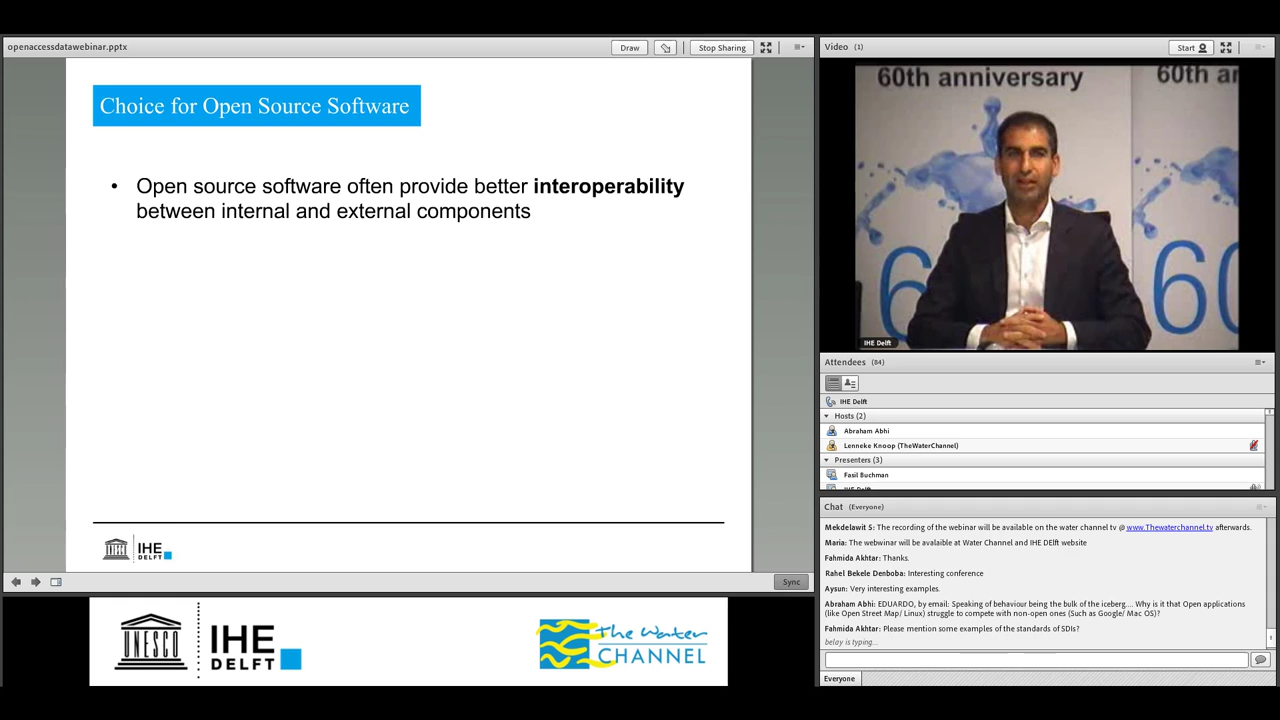 openaccessdatawebinar.pptx
Draw
Stop Sharing
Choice for Open Source Software
• Open source software often provide better interoperability
between internal and external components
UNESCO
IHE
DELFT
Sync
UNESCO
IHE
DELFT
The Water
CHANNEL
Video (1)
Start
60th anniversary
60th an
6
60
IHE Delft
Attendees (84)
IHE Delft
Hosts (2)
Abraham Abhi
Lenneke Knoop (TheWaterChannel)
Presenters (3)
Fasil Buchman
IHE Delft
Chat (Everyone)
Mekdelawit S: The recording of the webinar will be available on the water channel tv @ www.Thewaterchannel.tv afterwards.
Maria: The webwinar will be avalaible at Water Channel and IHE DElft website
Fahmida Akhtar: Thanks.
Rahel Bekele Denboba: Interesting conference
Aysun: Very interesting examples.
Abraham Abhi: EDUARDO, by email: Speaking of behaviour being the bulk of the iceberg.... Why is it that Open applications
(like Open Street Map/ Linux) struggle to compete with non-open ones (Such as Google/ Mac OS)?
Fahmida Akhtar: Please mention some examples of the standards of SDIs?
belay is typing...
Everyone